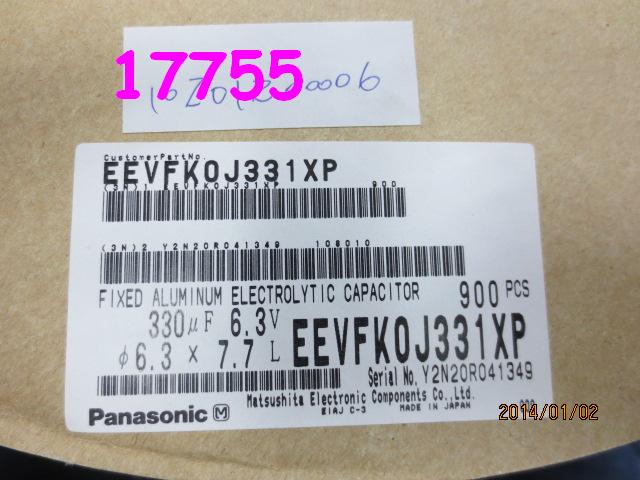 17755
CustomerPartNo.
EEVFK0J331XP
(3N)1 EEVFK0J331XP 900
(3N)2 Y2N20R041349 108010
FIXED ALUMINUM ELECTROLYTIC CAPACITOR 900 PCS
330μF 6.3V
φ6.3 × 7.7 L EEVFK0J331XP
Serial No. Y2N20R041349
Matsushita Electronic Components Co., Ltd.
Panasonic M EIAJ C-3 MADE IN JAPAN
2014/01/02